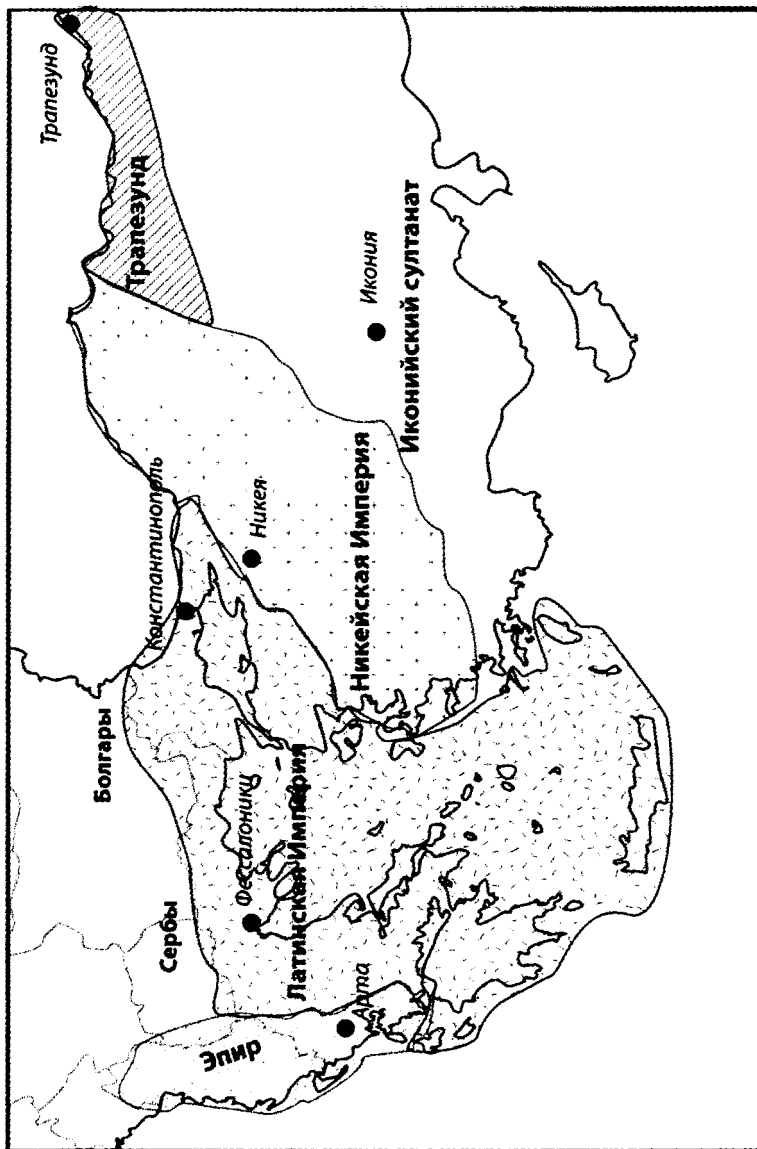 Болгары
Сербы
Эпир
Арта
Фессалоники
Латинская Империя
Константинополь
Никея
Никейская Империя
Трапезунд
Трапезунд
Икония
Иконийский султанат